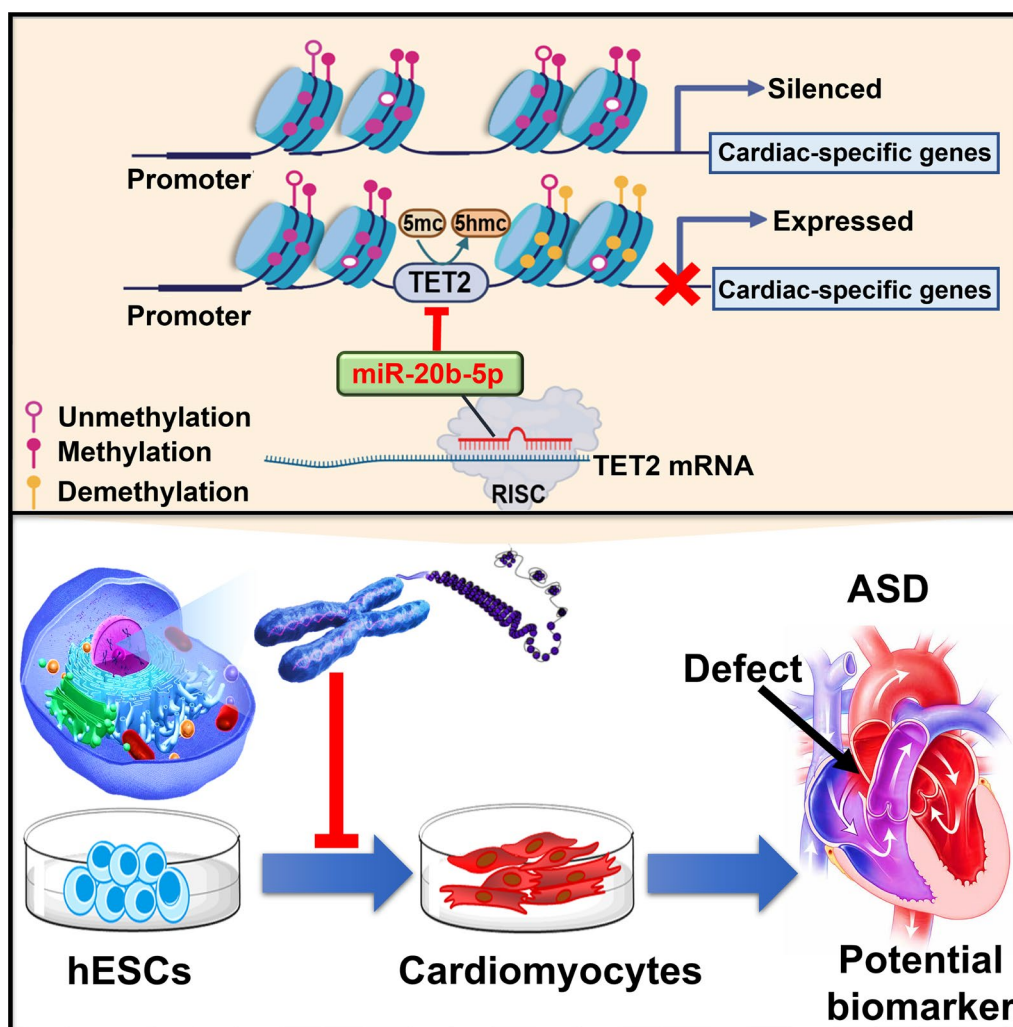 Silenced
Cardiac-specific genes
Promoter
5mc
5hmc
Expressed
TET2
Cardiac-specific genes
Promoter
miR-20b-5p
Unmethylation
Methylation
Demethylation
TET2 mRNA
RISC
ASD
Defect
hESCs
Cardiomyocytes
Potential
biomarker